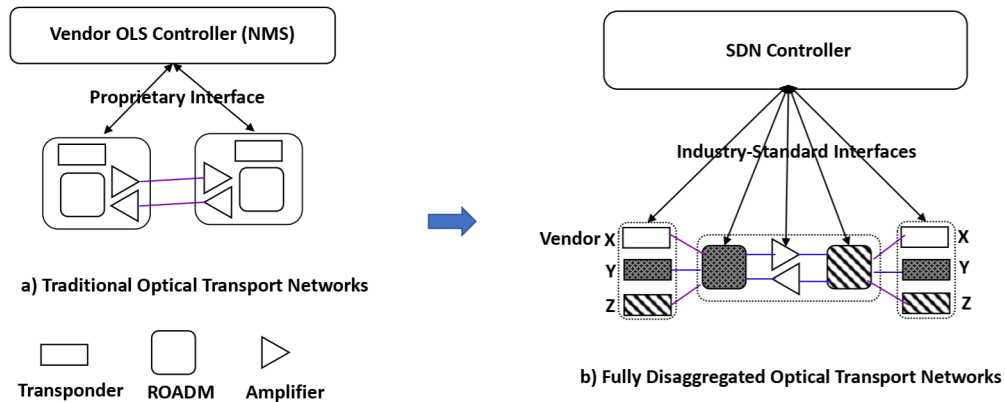 Vendor OLS Controller (NMS)
Proprietary Interface
a) Traditional Optical Transport Networks
Transponder
ROADM
Amplifier
SDN Controller
Industry-Standard Interfaces
Vendor X
Y
Z
X
Y
Z
b) Fully Disaggregated Optical Transport Networks